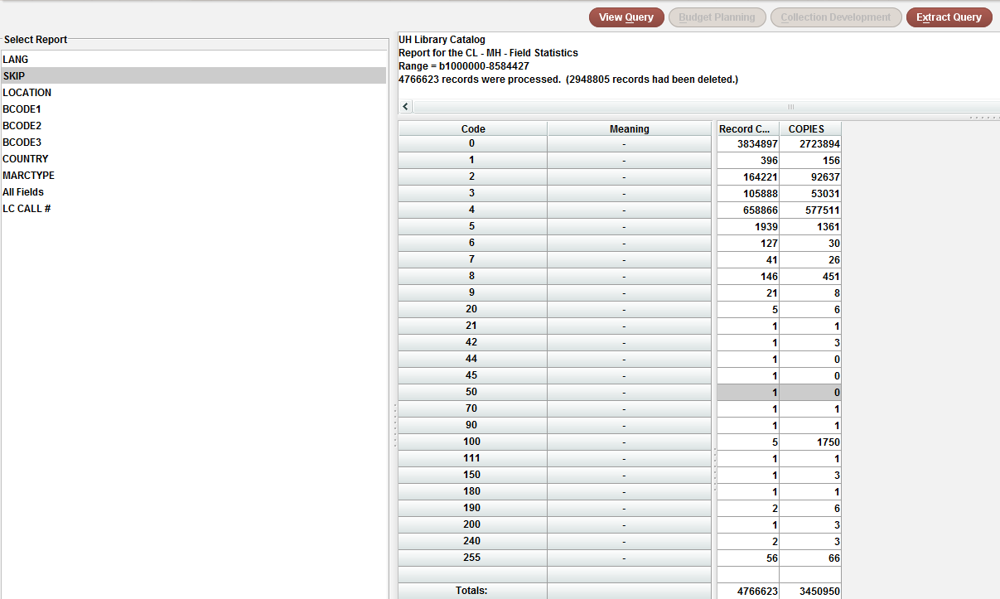 View Query Budget Planning Collection Development Extract Query
Select Report
LANG
SKIP
LOCATION
BCODE1
BCODE2
BCODE3
COUNTRY
MARCTYPE
All Fields
LC CALL #
UH Library Catalog
Report for the CL - MH - Field Statistics
Range = b1000000-8584427
4766623 records were processed. (2948805 records had been deleted.)
Code Meaning Record C... COPIES
0 - 3834897 2723894
1 - 396 156
2 - 164221 92637
3 - 105888 53031
4 - 658866 577511
5 - 1939 1361
6 - 127 30
7 - 41 26
8 - 146 451
9 - 21 8
20 - 5 6
21 - 1 1
42 - 1 3
44 - 1 0
45 - 1 0
50 - 1 0
70 - 1 1
90 - 1 1
100 - 5 1750
111 - 1 1
150 - 1 3
180 - 1 1
190 - 2 6
200 - 1 3
240 - 2 3
255 - 56 66
Totals: 4766623 3450950